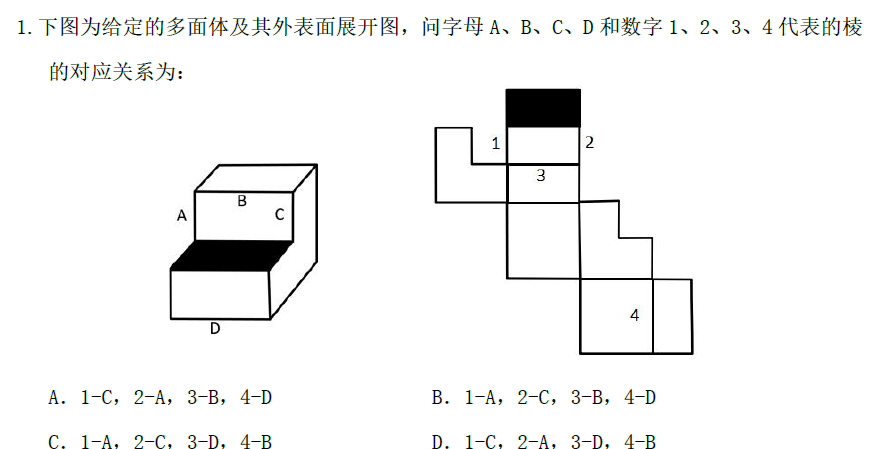 1. 下图为给定的多面体及其外表面展开图，问字母 A、B、C、D 和数字 1、2、3、4 代表的棱
的对应关系为：
1
2
3
A
B
C
D
4
A. 1-C，2-A，3-B，4-D
B. 1-A，2-C，3-B，4-D
C. 1-A，2-C，3-D，4-B
D. 1-C，2-A，3-D，4-B